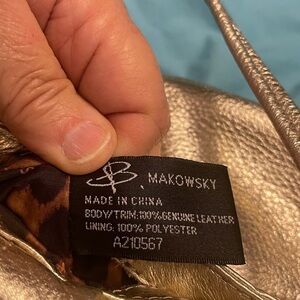 B. MAKOWSKY
MADE IN CHINA
BODY/TRIM:100%GENUINE LEATHER
LINING: 100% POLYESTER
A210567